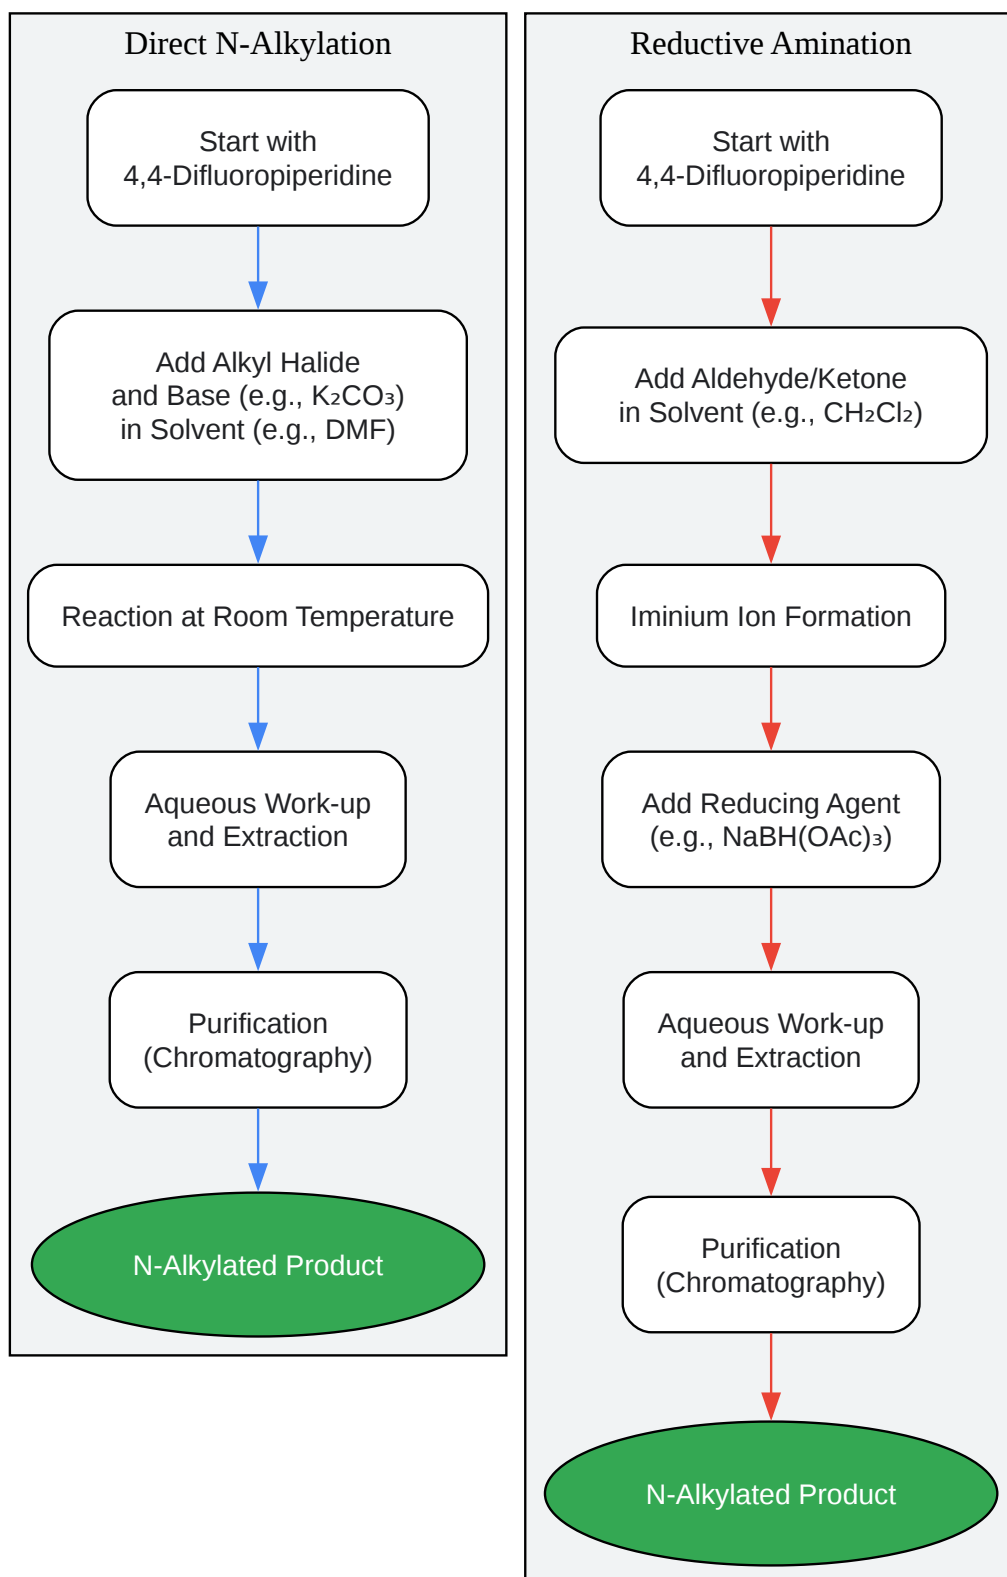 Direct N-Alkylation
Start with
4,4-Difluoropiperidine
Add Alkyl Halide
and Base (e.g., K₂CO₃)
in Solvent (e.g., DMF)
Reaction at Room Temperature
Aqueous Work-up
and Extraction
Purification
(Chromatography)
N-Alkylated Product
Reductive Amination
Start with
4,4-Difluoropiperidine
Add Aldehyde/Ketone
in Solvent (e.g., CH₂Cl₂)
Iminium Ion Formation
Add Reducing Agent
(e.g., NaBH(OAc)₃)
Aqueous Work-up
and Extraction
Purification
(Chromatography)
N-Alkylated Product